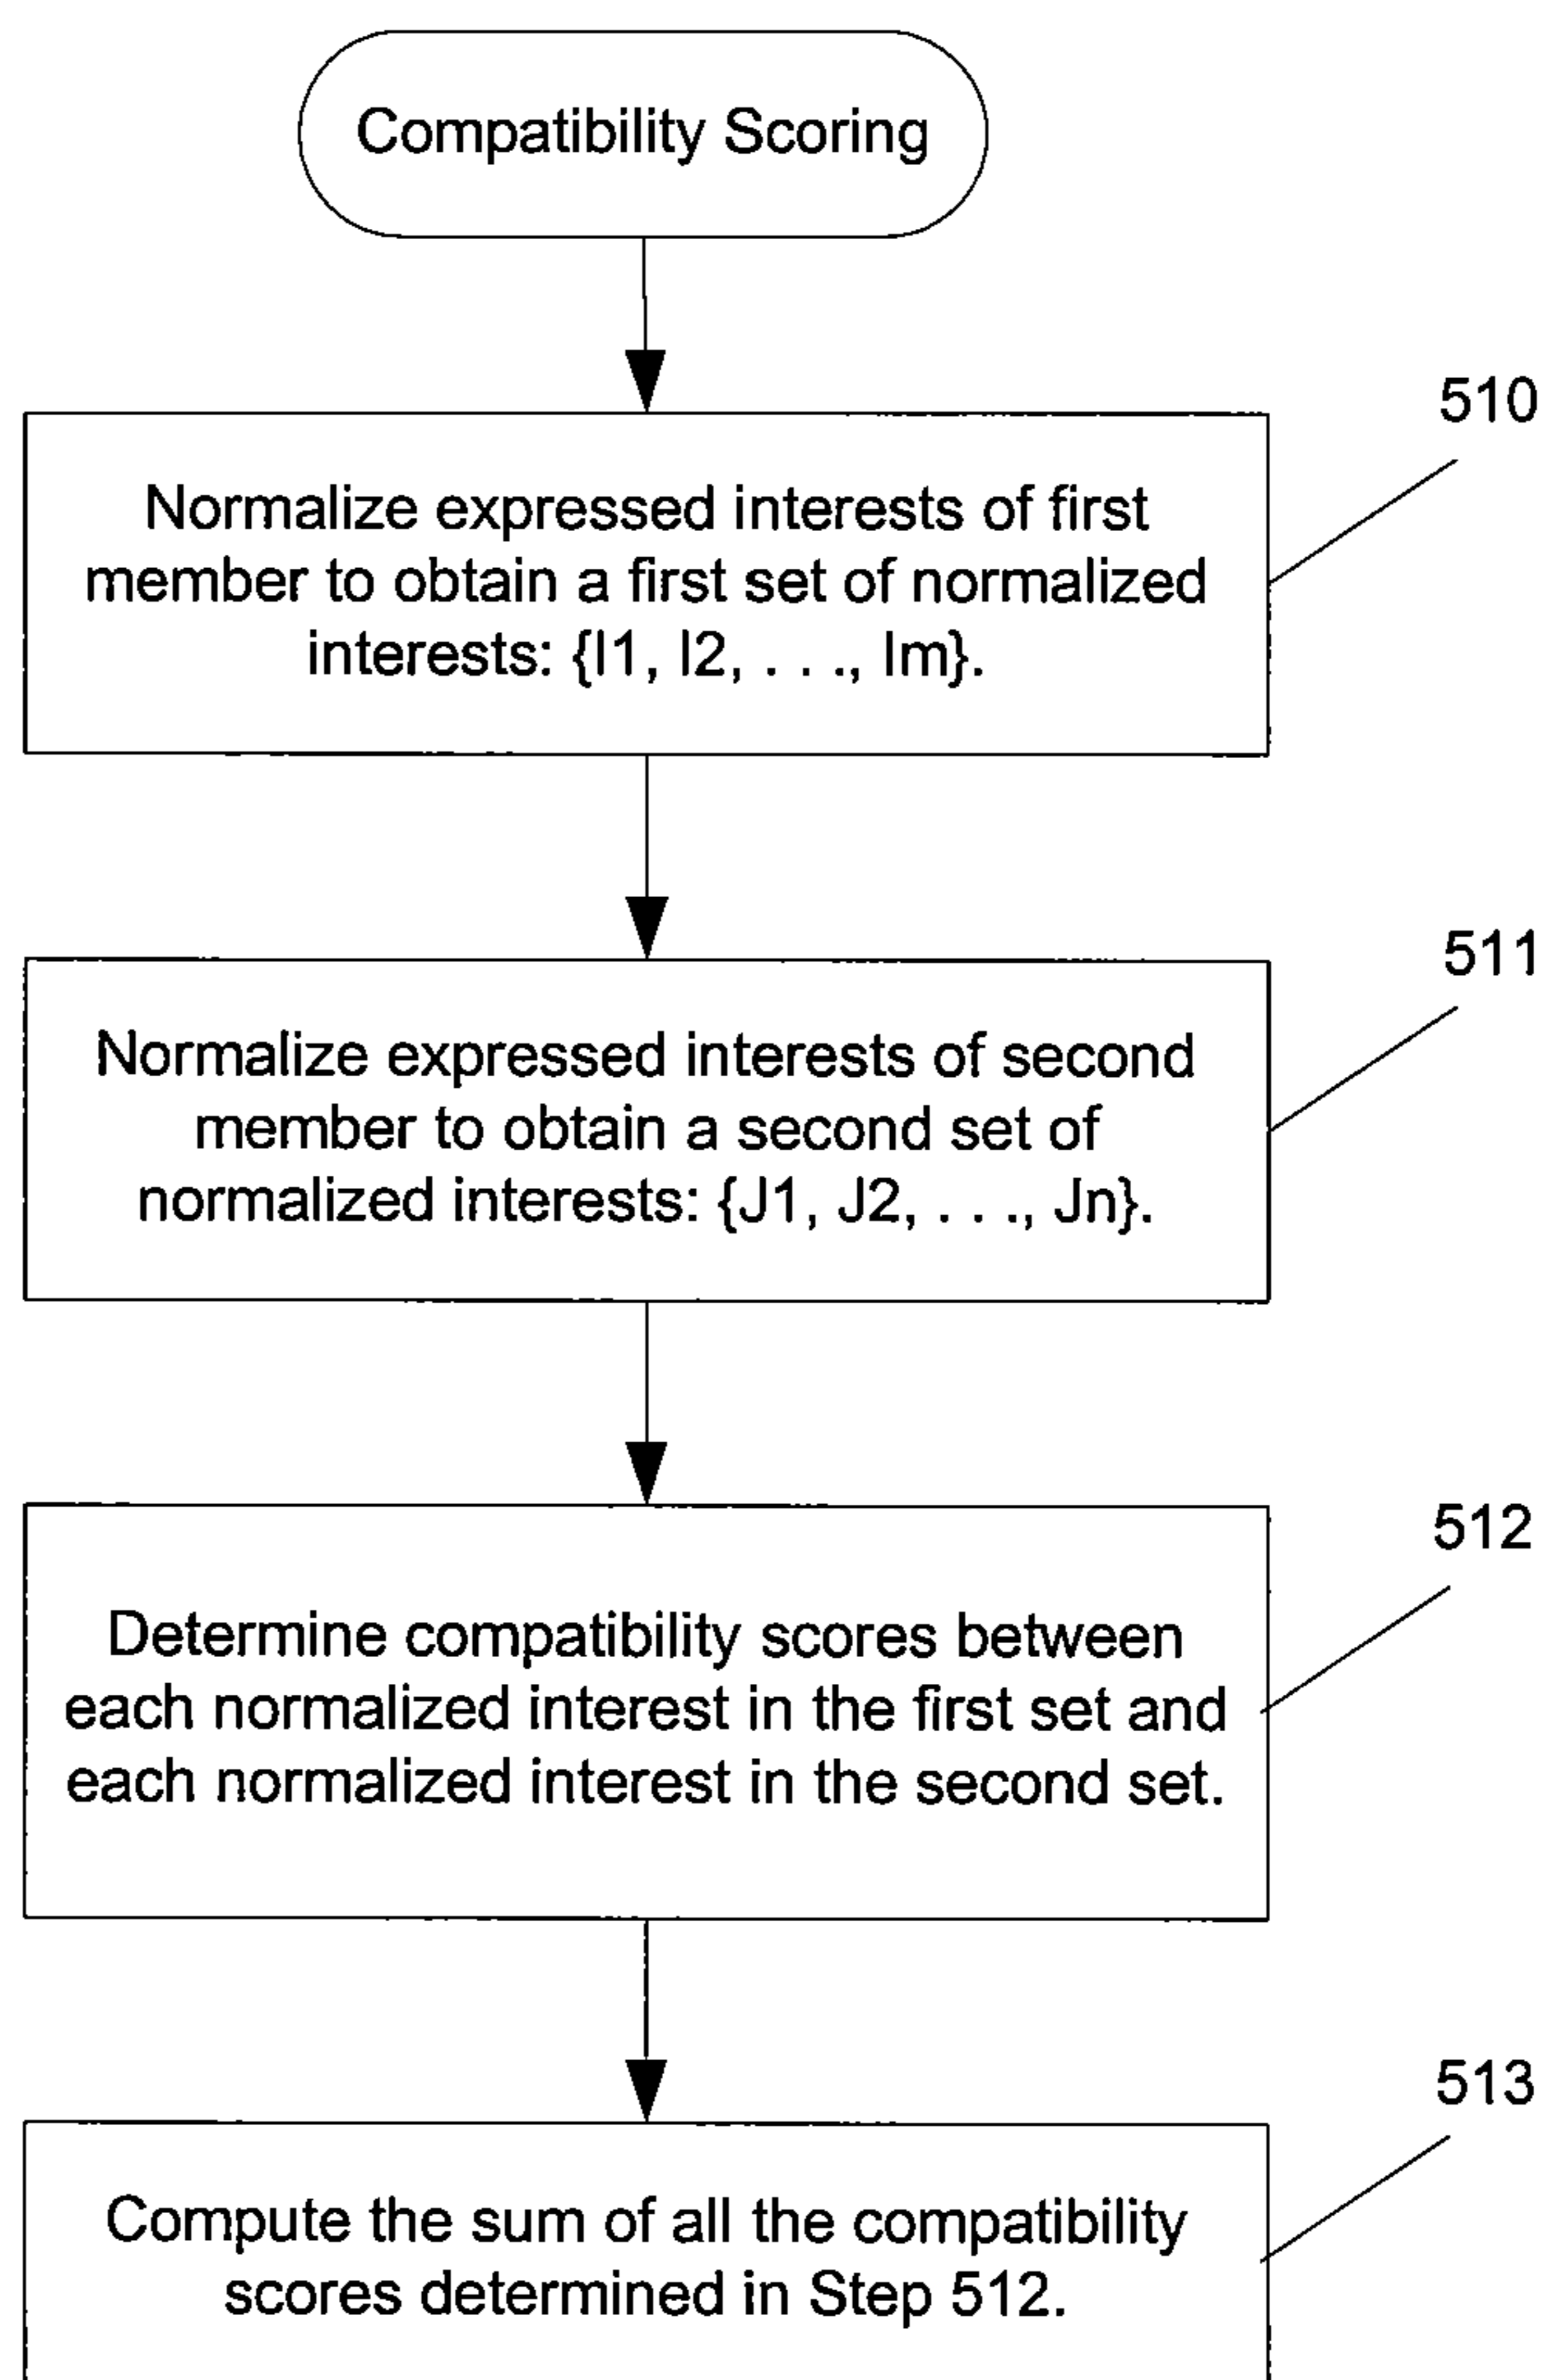 Compatibility Scoring
510
Normalize expressed interests of first
member to obtain a first set of normalized
interests: {I1, I2, . . ., Im}.
511
Normalize expressed interests of second
member to obtain a second set of
normalized interests: {J1, J2, . . ., Jn}.
512
Determine compatibility scores between
each normalized interest in the first set and
each normalized interest in the second set.
513
Compute the sum of all the compatibility
scores determined in Step 512.